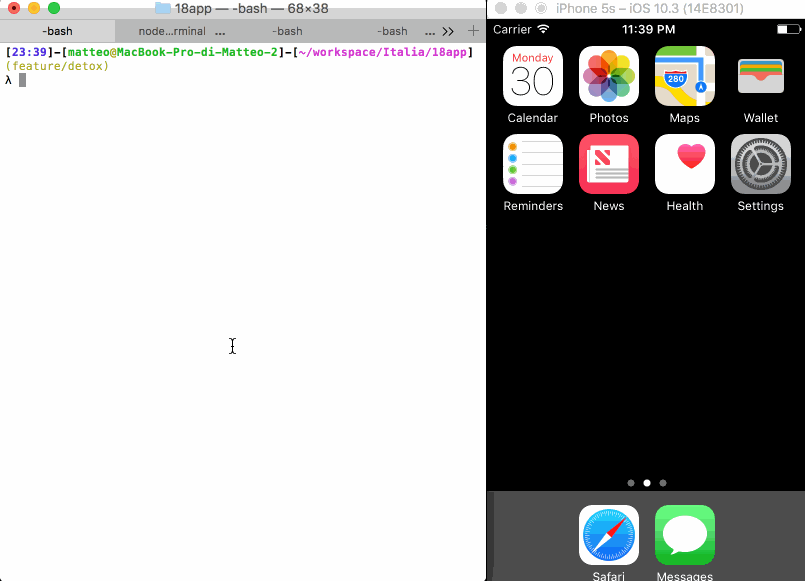 18app — -bash — 68×38
-bash
node...rminal ...
-bash
-bash
... >> +
[23:39]-[matteo@MacBook-Pro-di-Matteo-2]-[~/workspace/Italia/18app]
(feature/detox)
λ
iPhone 5s – iOS 10.3 (14E8301)
Carrier
11:39 PM
Monday
30
280
Calendar
Photos
Maps
Wallet
Reminders
News
Health
Settings
Safari
Messages